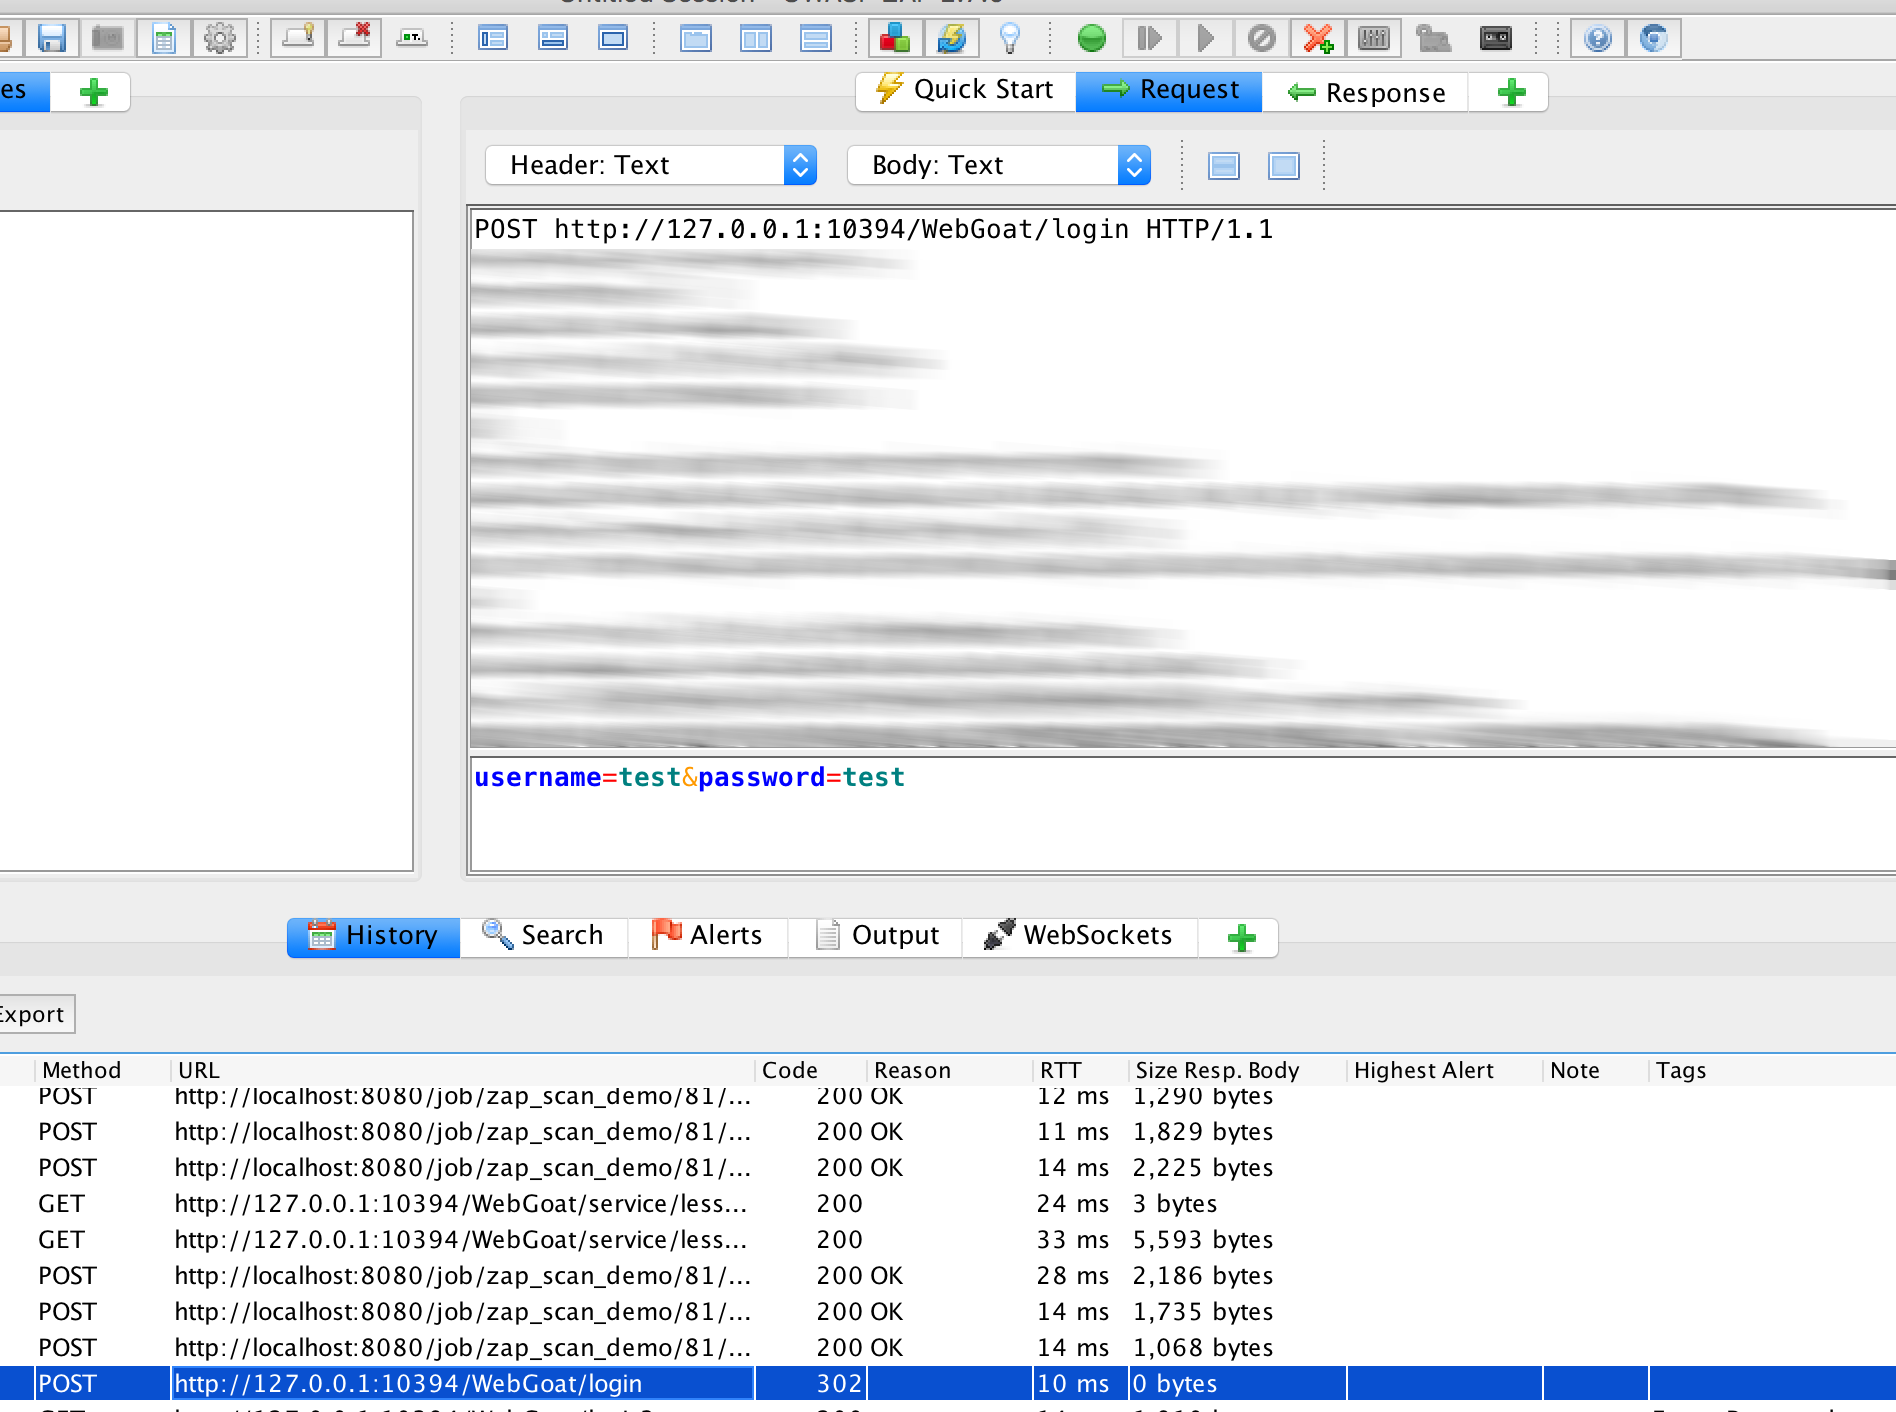 es
Quick Start
Request
Response
Header: Text
Body: Text
POST http://127.0.0.1:10394/WebGoat/login HTTP/1.1
username=test&password=test
History
Search
Alerts
Output
WebSockets
Export
Method URL Code Reason RTT Size Resp. Body Highest Alert Note Tags
POST http://localhost:8080/job/zap_scan_demo/81/... 200 OK 12 ms 1,290 bytes
POST http://localhost:8080/job/zap_scan_demo/81/... 200 OK 11 ms 1,829 bytes
POST http://localhost:8080/job/zap_scan_demo/81/... 200 OK 14 ms 2,225 bytes
GET http://127.0.0.1:10394/WebGoat/service/less... 200 24 ms 3 bytes
GET http://127.0.0.1:10394/WebGoat/service/less... 200 33 ms 5,593 bytes
POST http://localhost:8080/job/zap_scan_demo/81/... 200 OK 28 ms 2,186 bytes
POST http://localhost:8080/job/zap_scan_demo/81/... 200 OK 14 ms 1,735 bytes
POST http://localhost:8080/job/zap_scan_demo/81/... 200 OK 14 ms 1,068 bytes
POST http://127.0.0.1:10394/WebGoat/login 302 10 ms 0 bytes